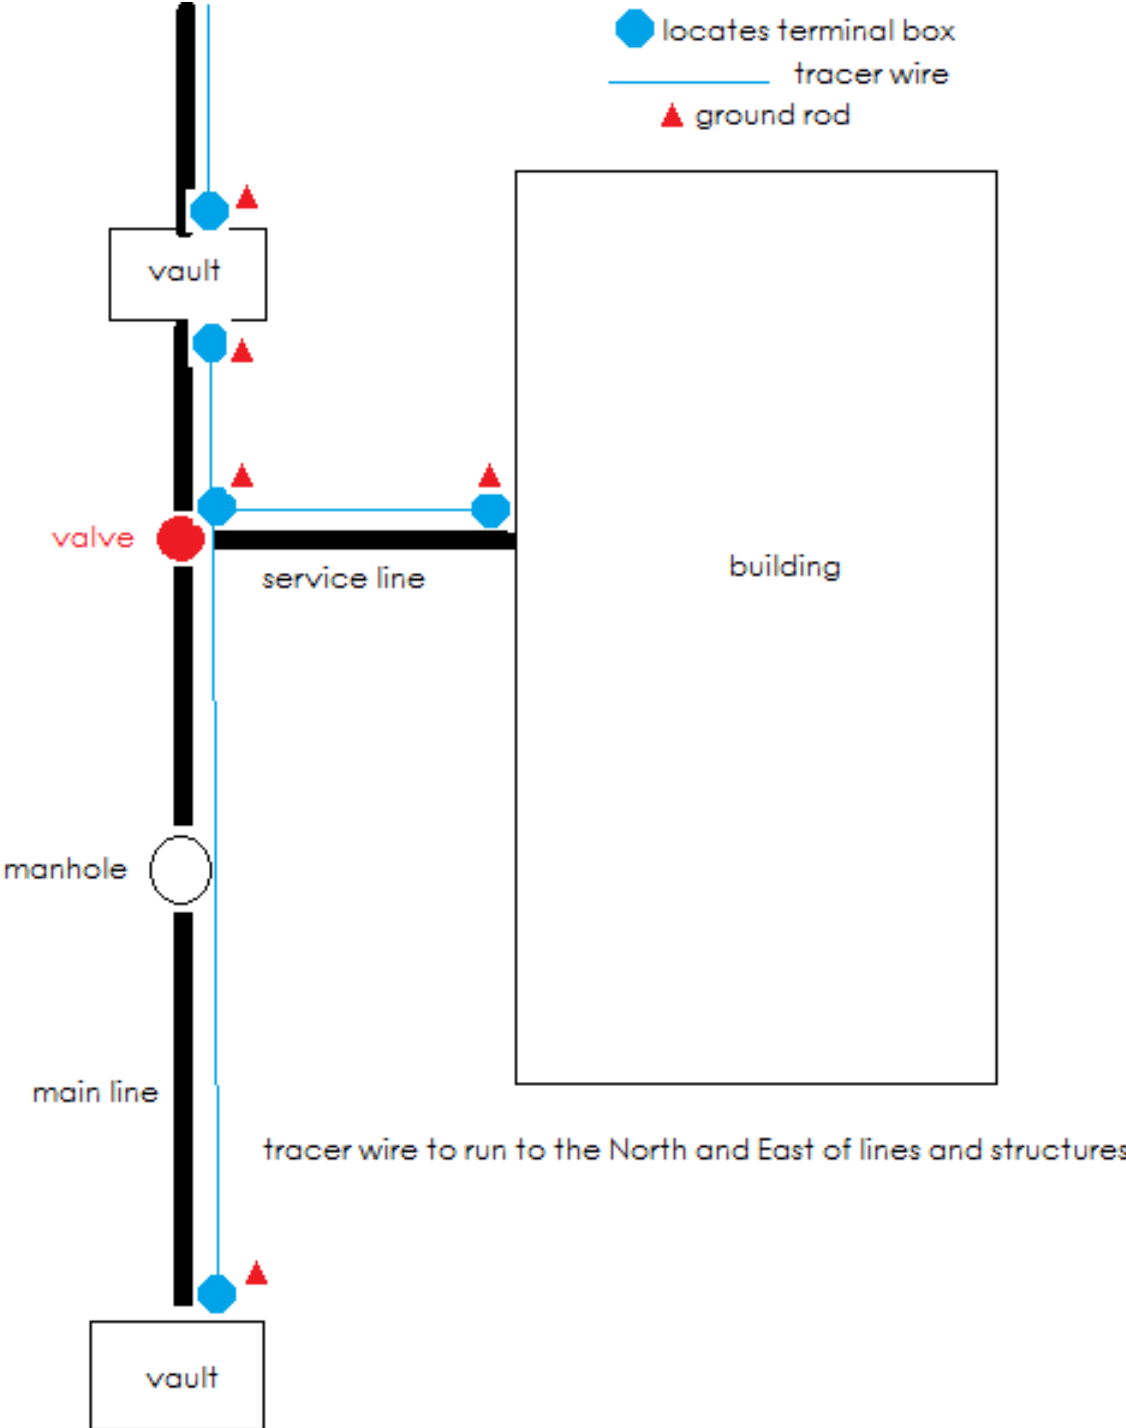 locates terminal box
tracer wire
ground rod
vault
valve
service line
building
manhole
main line
tracer wire to run to the North and East of lines and structures
vault